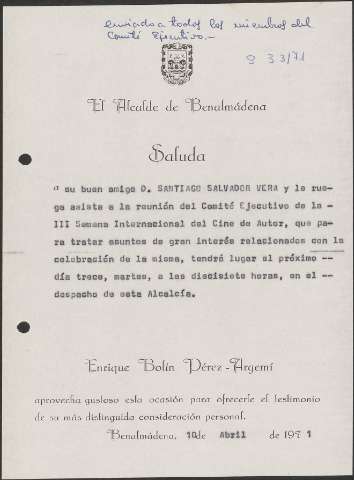 enviado a todos los miembros del
Comité Ejecutivo.-
S 33/71
El Alcalde de Benalmádena
Saluda
a su buen amigo D. SANTIAGO SALVADOR VERA y le rue-
ga asista a la reunión del Comité Ejecutivo de la -
III Semana Internacional del Cine de Autor, que pa-
ra tratar asuntos de gran interés relacionados con la
celebración de la misma, tendrá lugar el próximo --
día trece, martes, a las diecisiete horas, en el --
despacho de esta Alcalcía.
Enrique Bolín Pérez-Argemí
aprovecha gustoso esta ocasión para ofrecerle el testimonio
de su más distinguida consideración personal.
Benalmádena, 10 de Abril de 1971